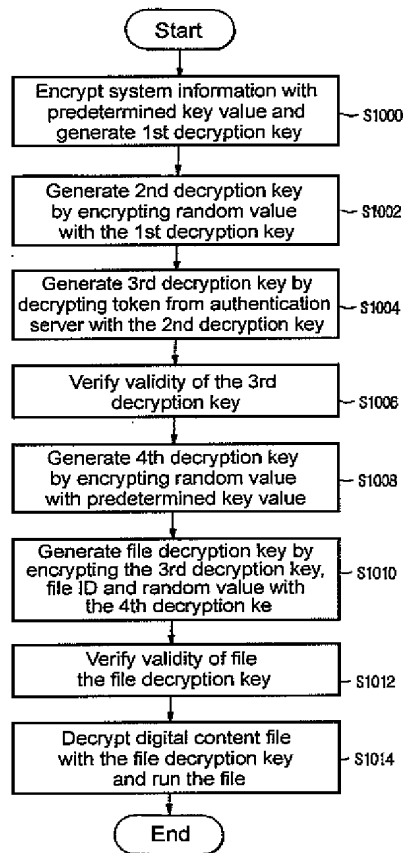 Start
Encrypt system information with
predetermined key value and
generate 1st decryption key
S1000
Generate 2nd decryption key
by encrypting random value
with the 1st decryption key
S1002
Generate 3rd decryption key by
decrypting token from authentication
server with the 2nd decryption key
S1004
Verify validity of the 3rd
decryption key
S1006
Generate 4th decryption key
by encrypting random value
with predetermined key value
S1008
Generate file decryption key by
encrypting the 3rd decryption key,
file ID and random value with
the 4th decryption ke
S1010
Verify validity of file
the file decryption key
S1012
Decrypt digital content file
with the file decryption key
and run the file
S1014
End